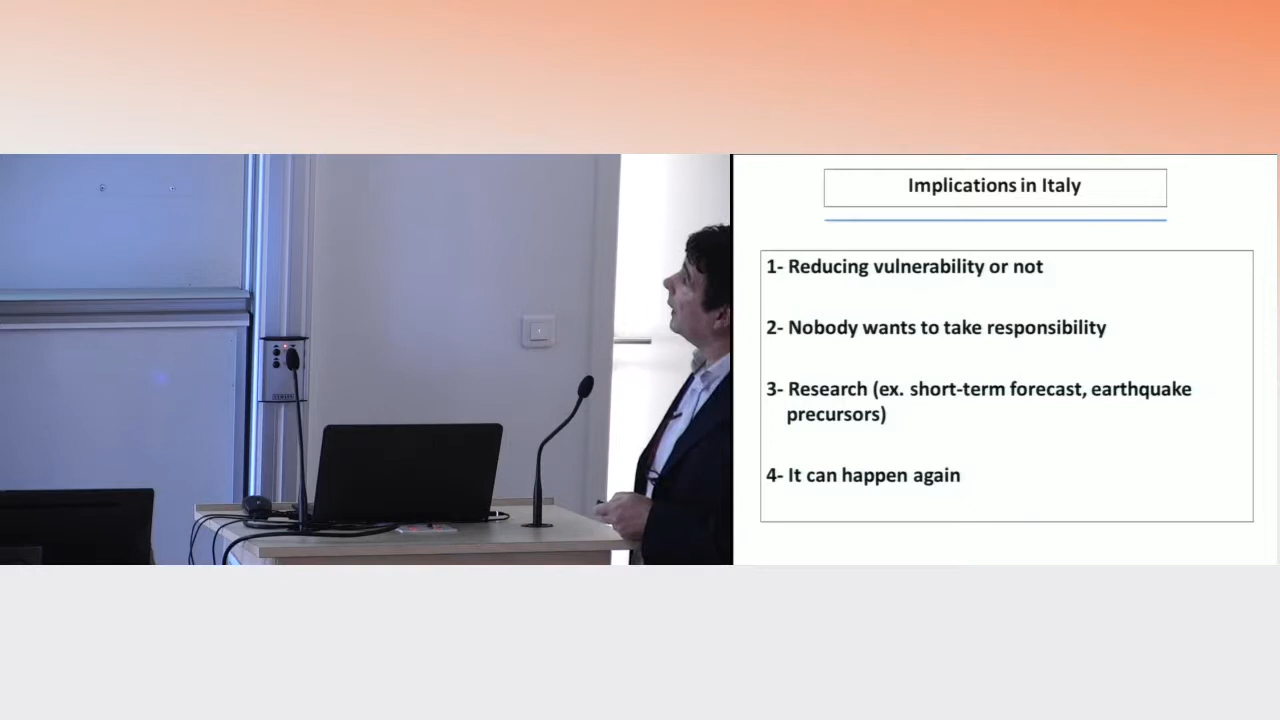 Implications in Italy
1- Reducing vulnerability or not
2- Nobody wants to take responsibility
3- Research (ex. short-term forecast, earthquake
precursors)
4- It can happen again